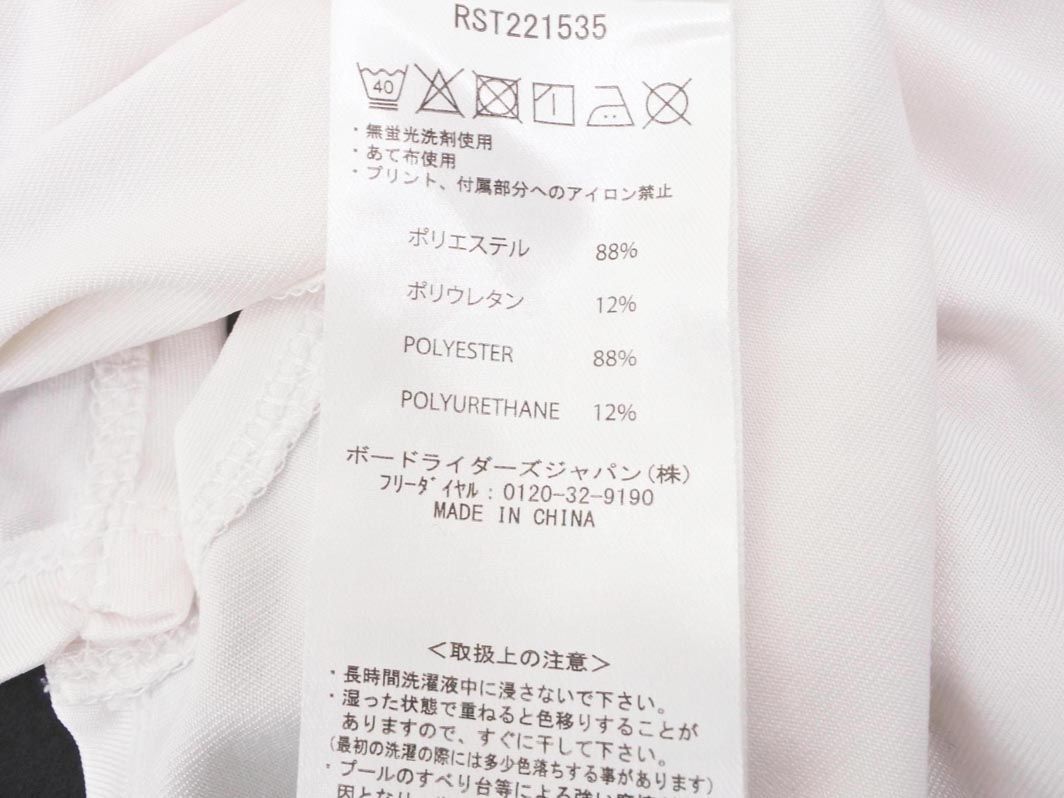 RST221535
40
・無蛍光洗剤使用
・あて布使用
・プリント、付属部分へのアイロン禁止
ポリエステル 88%
ポリウレタン 12%
POLYESTER 88%
POLYURETHANE 12%
ボードライダーズジャパン(株)
フリーダイヤル：0120-32-9190
MADE IN CHINA
＜取扱上の注意＞
・長時間洗濯液中に浸さないで下さい。
・湿った状態で重ねると色移りすることが
ありますので、すぐに干して下さい。
(最初の洗濯の際には多少色落ちする事があります)
・プールのすべり台等による強い摩擦
因となり